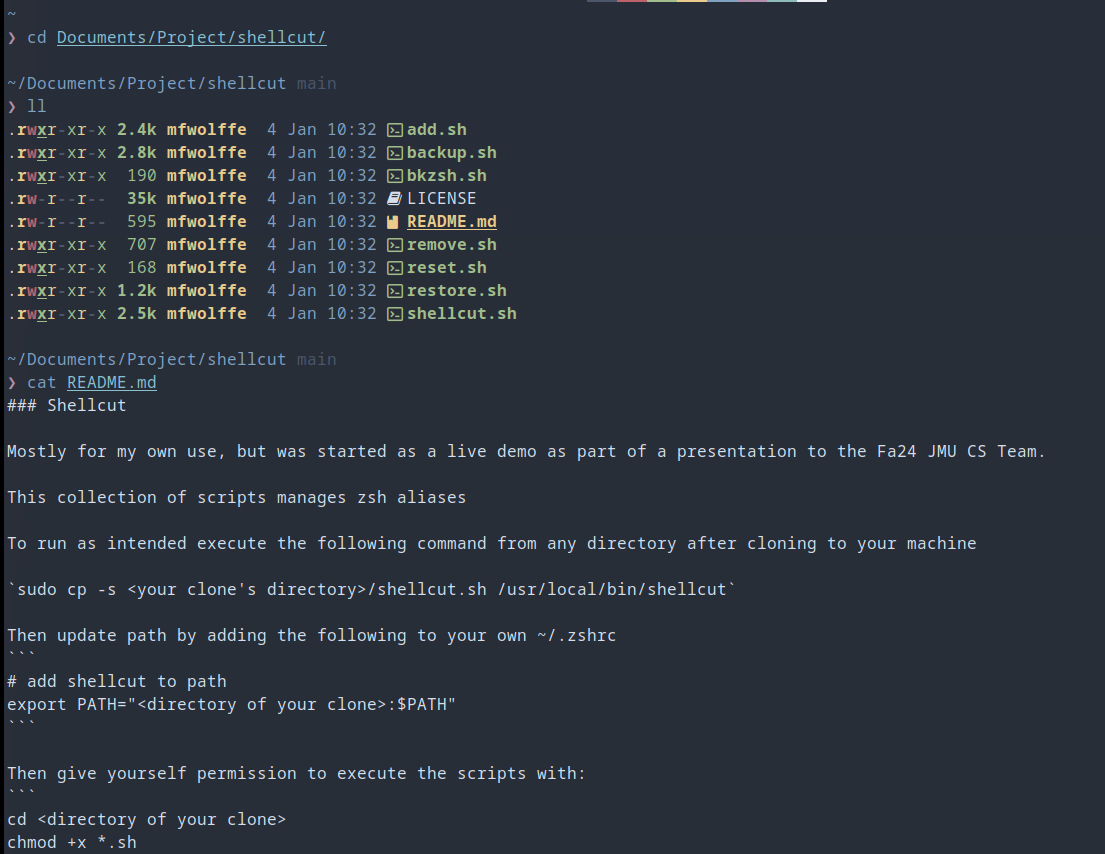 ~
❯ cd Documents/Project/shellcut/
~/Documents/Project/shellcut main
❯ ll
.rwxr-xr-x 2.4k mfwolffe  4 Jan 10:32 add.sh
.rwxr-xr-x 2.8k mfwolffe  4 Jan 10:32 backup.sh
.rwxr-xr-x  190 mfwolffe  4 Jan 10:32 bkzsh.sh
.rw-r--r--  35k mfwolffe  4 Jan 10:32 LICENSE
.rw-r--r--  595 mfwolffe  4 Jan 10:32 README.md
.rwxr-xr-x  707 mfwolffe  4 Jan 10:32 remove.sh
.rwxr-xr-x  168 mfwolffe  4 Jan 10:32 reset.sh
.rwxr-xr-x 1.2k mfwolffe  4 Jan 10:32 restore.sh
.rwxr-xr-x 2.5k mfwolffe  4 Jan 10:32 shellcut.sh
~/Documents/Project/shellcut main
❯ cat README.md
### Shellcut
Mostly for my own use, but was started as a live demo as part of a presentation to the Fa24 JMU CS Team.
This collection of scripts manages zsh aliases
To run as intended execute the following command from any directory after cloning to your machine
`sudo cp -s <your clone's directory>/shellcut.sh /usr/local/bin/shellcut`
Then update path by adding the following to your own ~/.zshrc
```
# add shellcut to path
export PATH="<directory of your clone>:$PATH"
```
Then give yourself permission to execute the scripts with:
```
cd <directory of your clone>
chmod +x *.sh